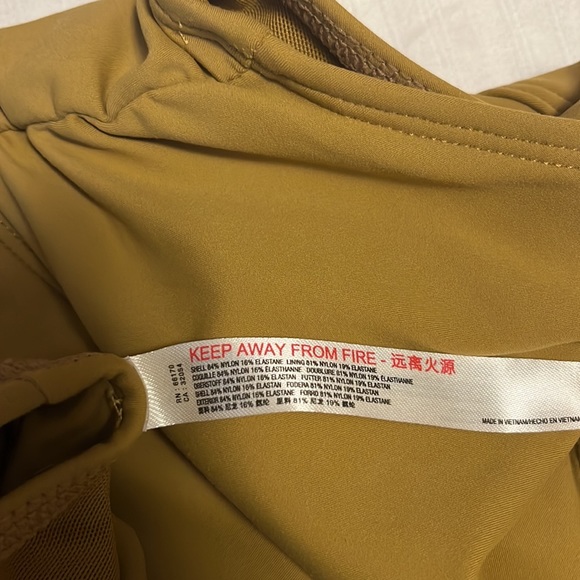 KEEP AWAY FROM FIRE - 远离火源
SHELL 84% NYLON 16% ELASTANE LINING 81% NYLON 19% ELASTANE
COQUILLE 84% NYLON 16% ÉLASTHANNE DOUBLURE 81% NYLON 19% ÉLASTHANNE
OBERSTOFF 84% NYLON 16% ELASTAN FUTTER 81% NYLON 19% ELASTAN
CUBIERTA 84% NYLON 16% ELASTANO FODERA 81% NYLON 19% ELASTAN
EXTERIOR 84% NYLON 16% ELASTANE FORRO 81% NYLON 19% ELASTANE
面料 84% 尼龙 16% 氨纶 里料 81% 尼龙 19% 氨纶
RN : 66170
CA : 32054
MADE IN VIETNAM/HECHO EN VIETNAM